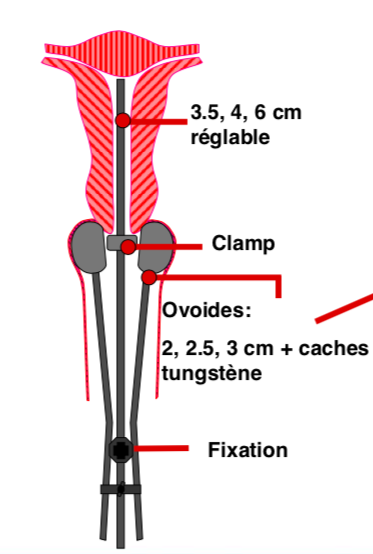 3.5, 4, 6 cm
réglable
Clamp
Ovoides:
2, 2.5, 3 cm + caches
tungstène
Fixation